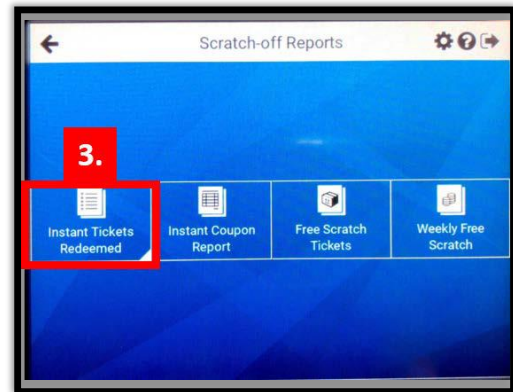 Scratch-off Reports
3.
Instant Tickets
Redeemed
Instant Coupon
Report
Free Scratch
Tickets
Weekly Free
Scratch